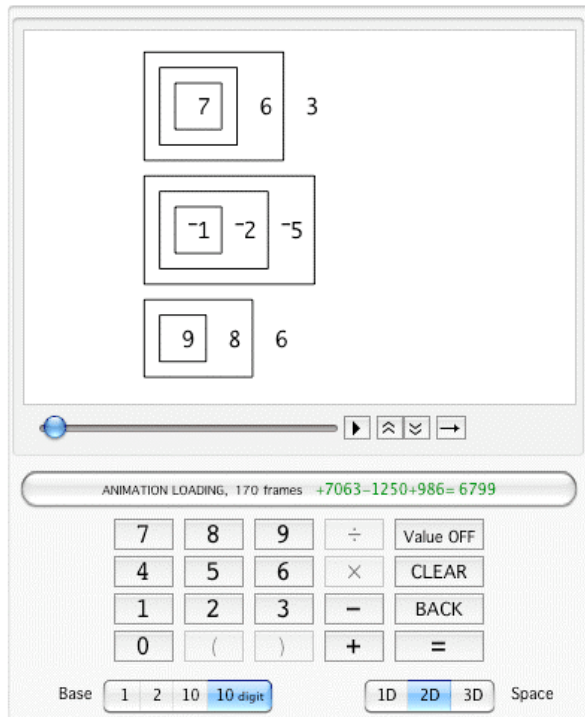 7 6 3
⁻1 ⁻2 ⁻5
9 8 6
ANIMATION LOADING, 170 frames +7063−1250+986= 6799
7 8 9 ÷ Value OFF
4 5 6 × CLEAR
1 2 3 − BACK
0 ( ) + =
Base 1 2 10 10 digit 1D 2D 3D Space